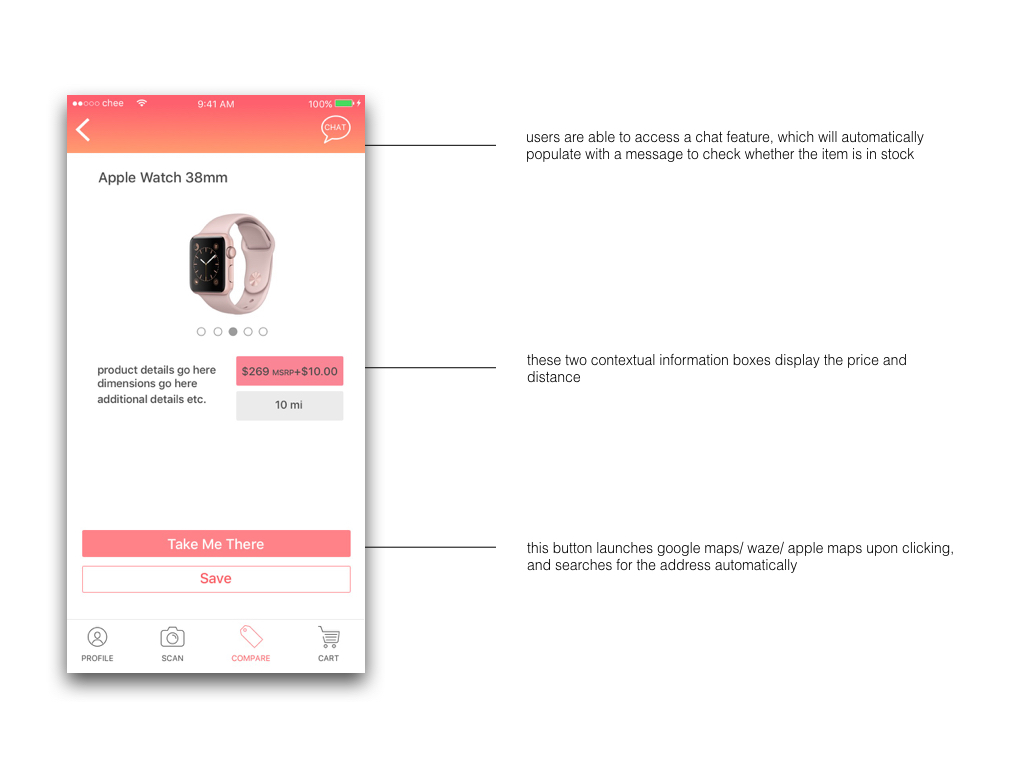 chee 9:41 AM 100%
CHAT
users are able to access a chat feature, which will automatically
populate with a message to check whether the item is in stock
Apple Watch 38mm
product details go here
dimensions go here
additional details etc.
$269 MSRP+$10.00
10 mi
these two contextual information boxes display the price and
distance
Take Me There
Save
this button launches google maps/ waze/ apple maps upon clicking,
and searches for the address automatically
PROFILE SCAN COMPARE CART